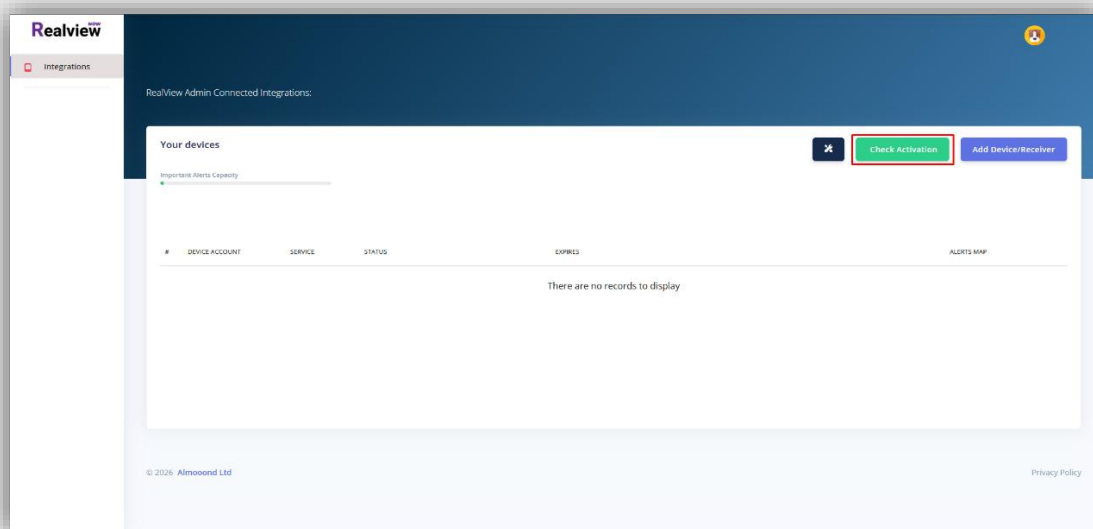 Realview NOW
Integrations
RealView Admin Connected Integrations:
Your devices
Check Activation
Add Device/Receiver
Important Alerts Capacity
# DEVICE ACCOUNT SERVICE STATUS EXPIRES ALERTS MAP
There are no records to display
© 2026 Almooond Ltd
Privacy Policy